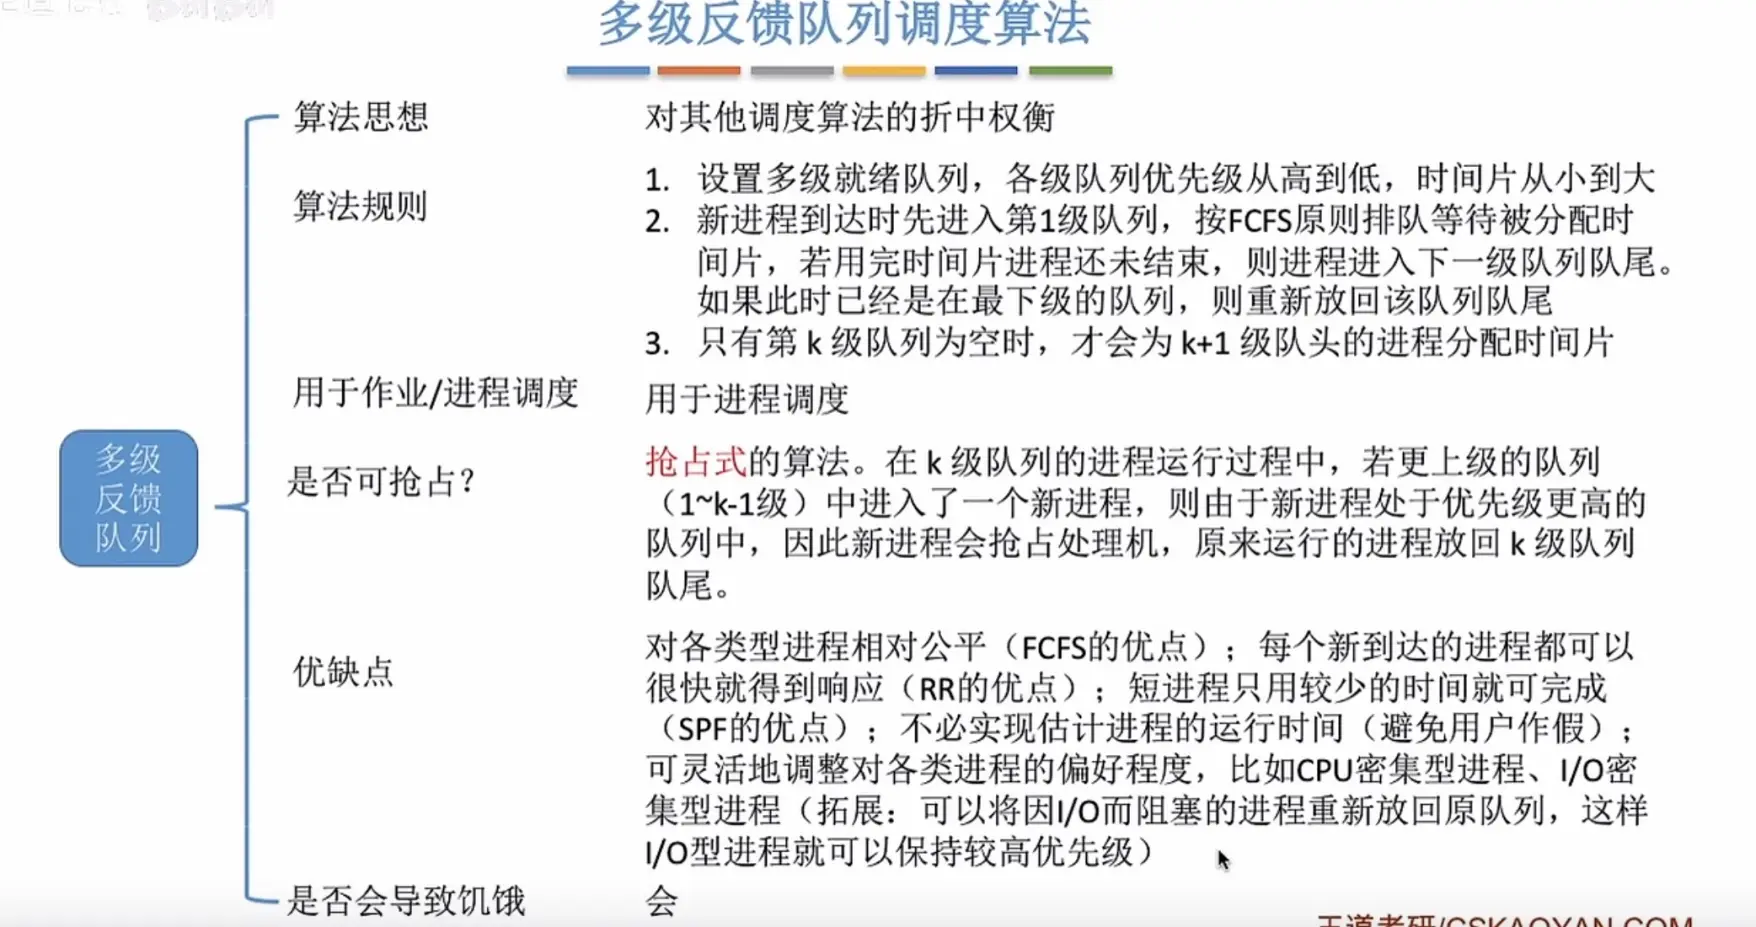 多级反馈队列调度算法
算法思想
对其他调度算法的折中权衡
算法规则
1. 设置多级就绪队列，各级队列优先级从高到低，时间片从小到大
2. 新进程到达时先进入第1级队列，按FCFS原则排队等待被分配时
间片，若用完时间片进程还未结束，则进程进入下一级队列队尾。
如果此时已经是在最下级的队列，则重新放回该队列队尾
3. 只有第 k 级队列为空时，才会为 k+1 级队头的进程分配时间片
用于作业/进程调度
用于进程调度
多级
反馈
队列
是否可抢占？
抢占式的算法。在 k 级队列的进程运行过程中，若更上级的队列
（1~k-1级）中进入了一个新进程，则由于新进程处于优先级更高的
队列中，因此新进程会抢占处理机，原来运行的进程放回 k 级队列
队尾。
优缺点
对各类型进程相对公平（FCFS的优点）；每个新到达的进程都可以
很快就得到响应（RR的优点）；短进程只用较少的时间就可完成
（SPF的优点）；不必实现估计进程的运行时间（避免用户作假）；
可灵活地调整对各类进程的偏好程度，比如CPU密集型进程、I/O密
集型进程（拓展：可以将因I/O而阻塞的进程重新放回原队列，这样
I/O型进程就可以保持较高优先级）
是否会导致饥饿
会
王道考研/CSKAOYAN.COM